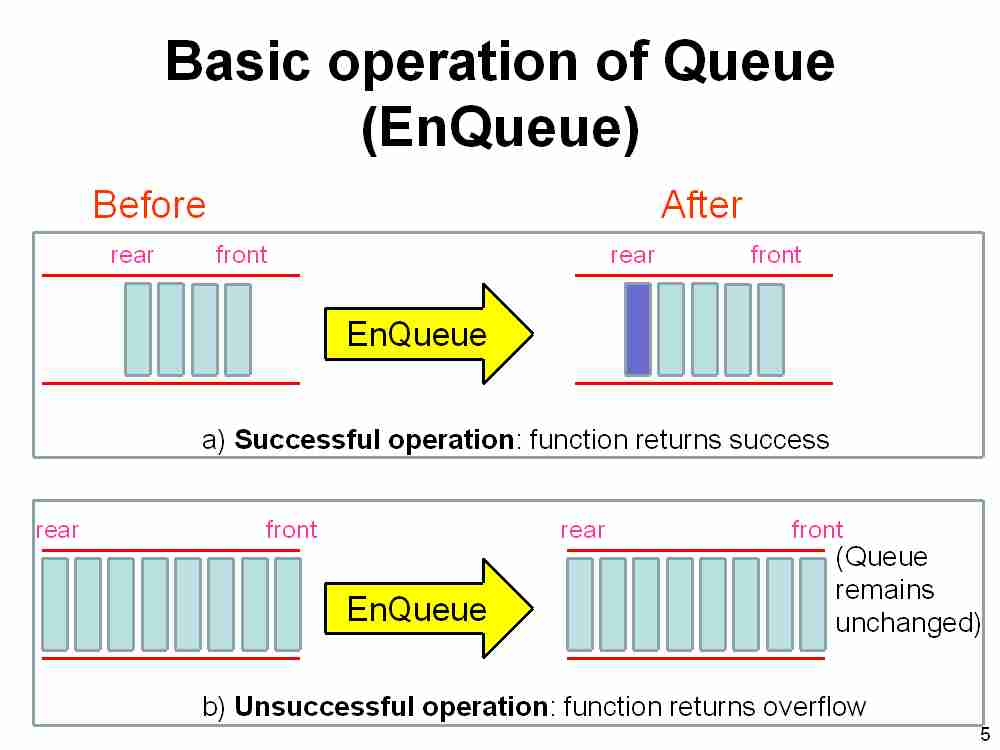 Basic operation of Queue
(EnQueue)
Before
After
rear
front
rear
front
EnQueue
a) Successful operation: function returns success
rear
front
rear
front
EnQueue
(Queue
remains
unchanged)
b) Unsuccessful operation: function returns overflow
5